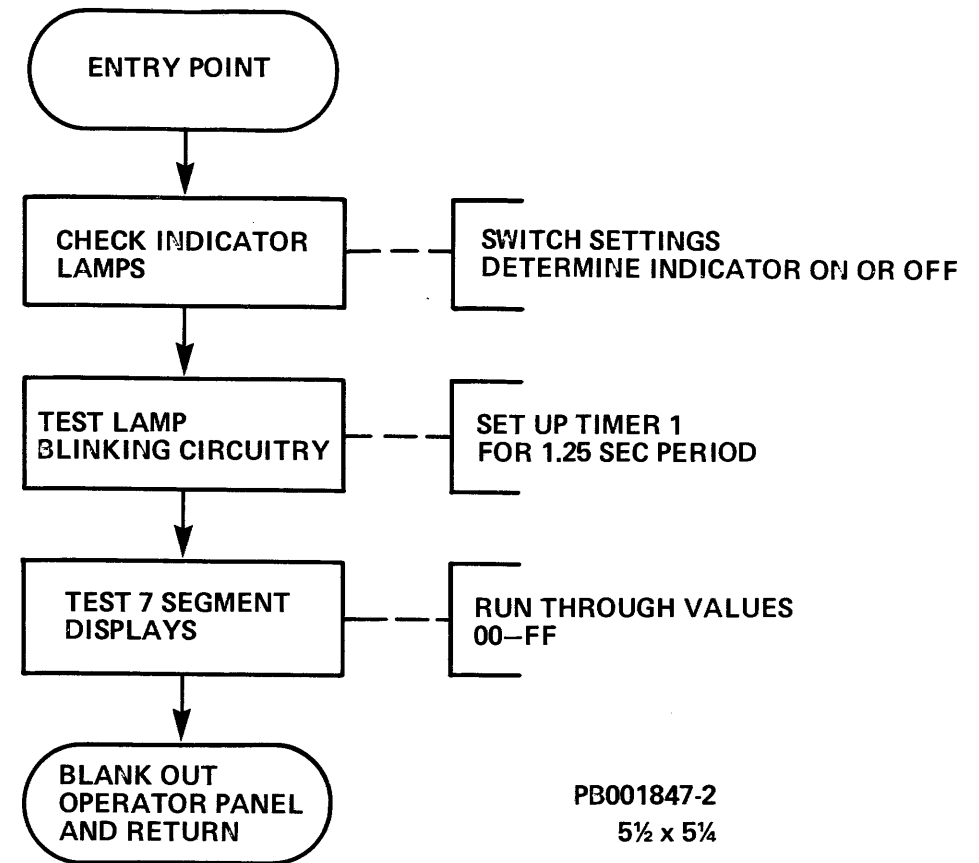 ENTRY POINT
CHECK INDICATOR
LAMPS
SWITCH SETTINGS
DETERMINE INDICATOR ON OR OFF
TEST LAMP
BLINKING CIRCUITRY
SET UP TIMER 1
FOR 1.25 SEC PERIOD
TEST 7 SEGMENT
DISPLAYS
RUN THROUGH VALUES
00–FF
BLANK OUT
OPERATOR PANEL
AND RETURN
PB001847-2
5½ x 5¼